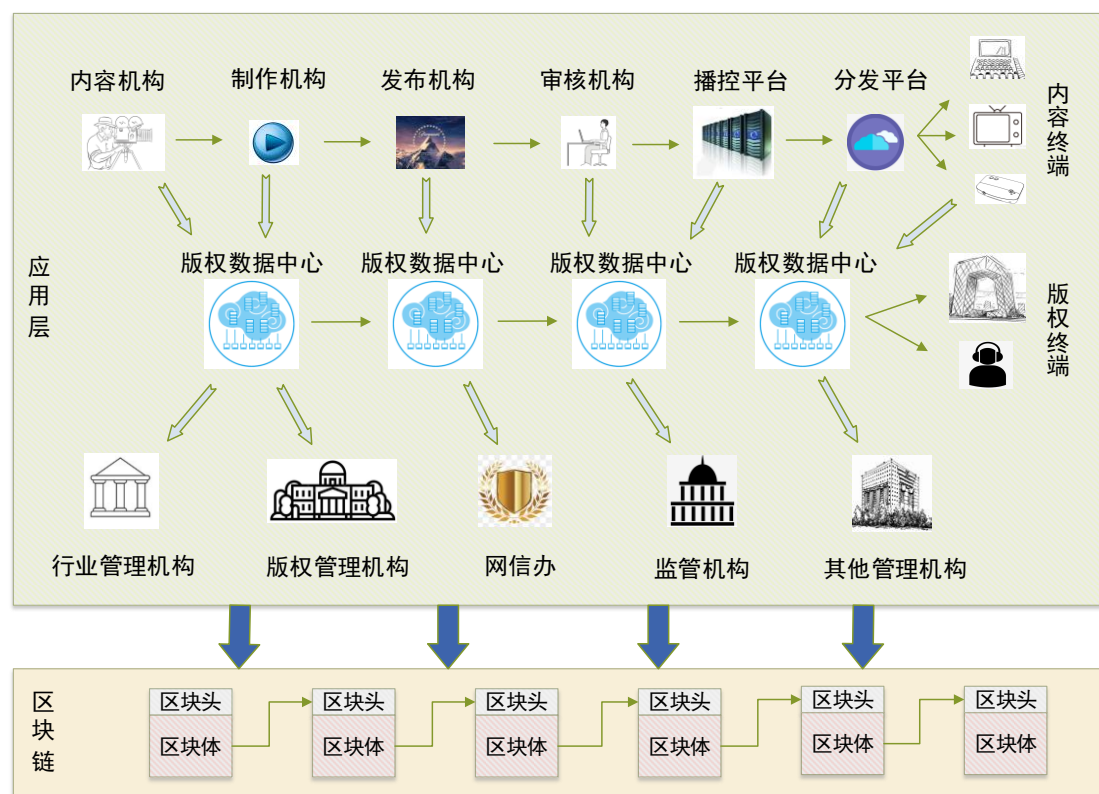 内容机构
制作机构
发布机构
审核机构
播控平台
分发平台
内容终端
应用层
版权数据中心
版权数据中心
版权数据中心
版权数据中心
版权终端
行业管理机构
版权管理机构
网信办
监管机构
其他管理机构
区块链
区块头
区块头
区块头
区块头
区块头
区块头
区块体
区块体
区块体
区块体
区块体
区块体